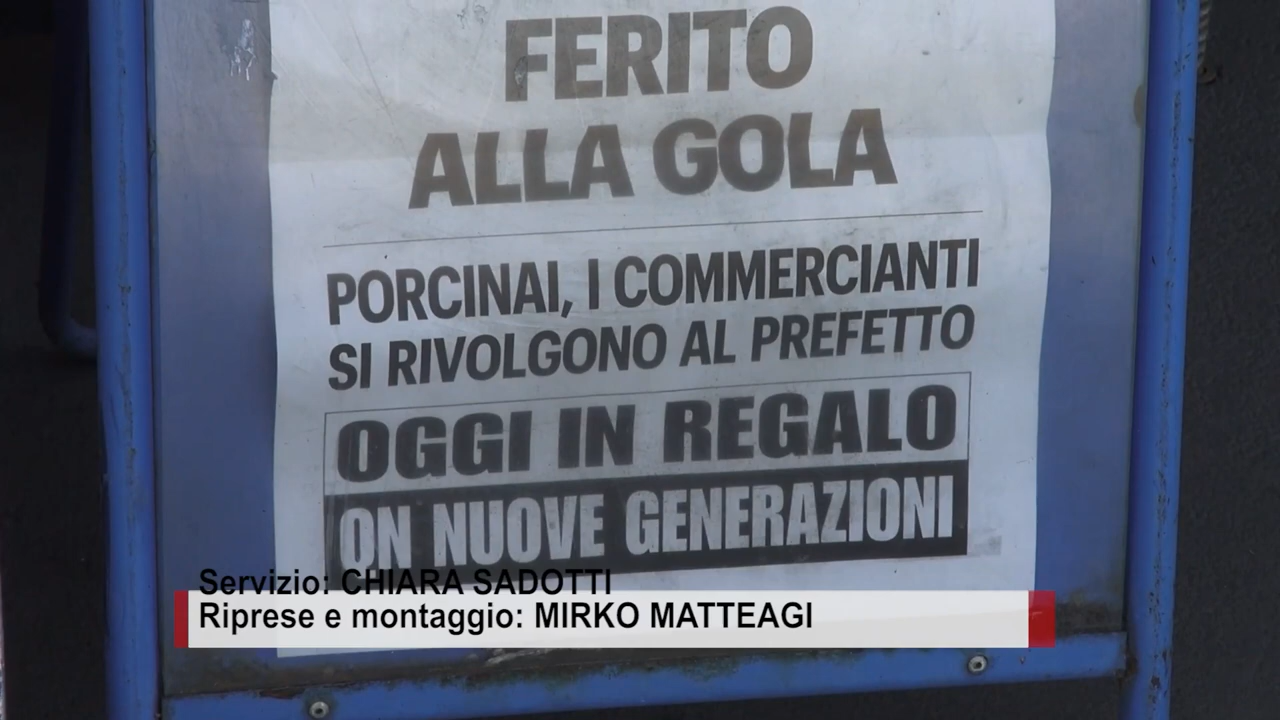 FERITO
ALLA GOLA
PORCINAI, I COMMERCIANTI
SI RIVOLGONO AL PREFETTO
OGGI IN REGALO
ON NUOVE GENERAZIONI
Servizio: CHIARA SADOTTI
Riprese e montaggio: MIRKO MATTEAGI